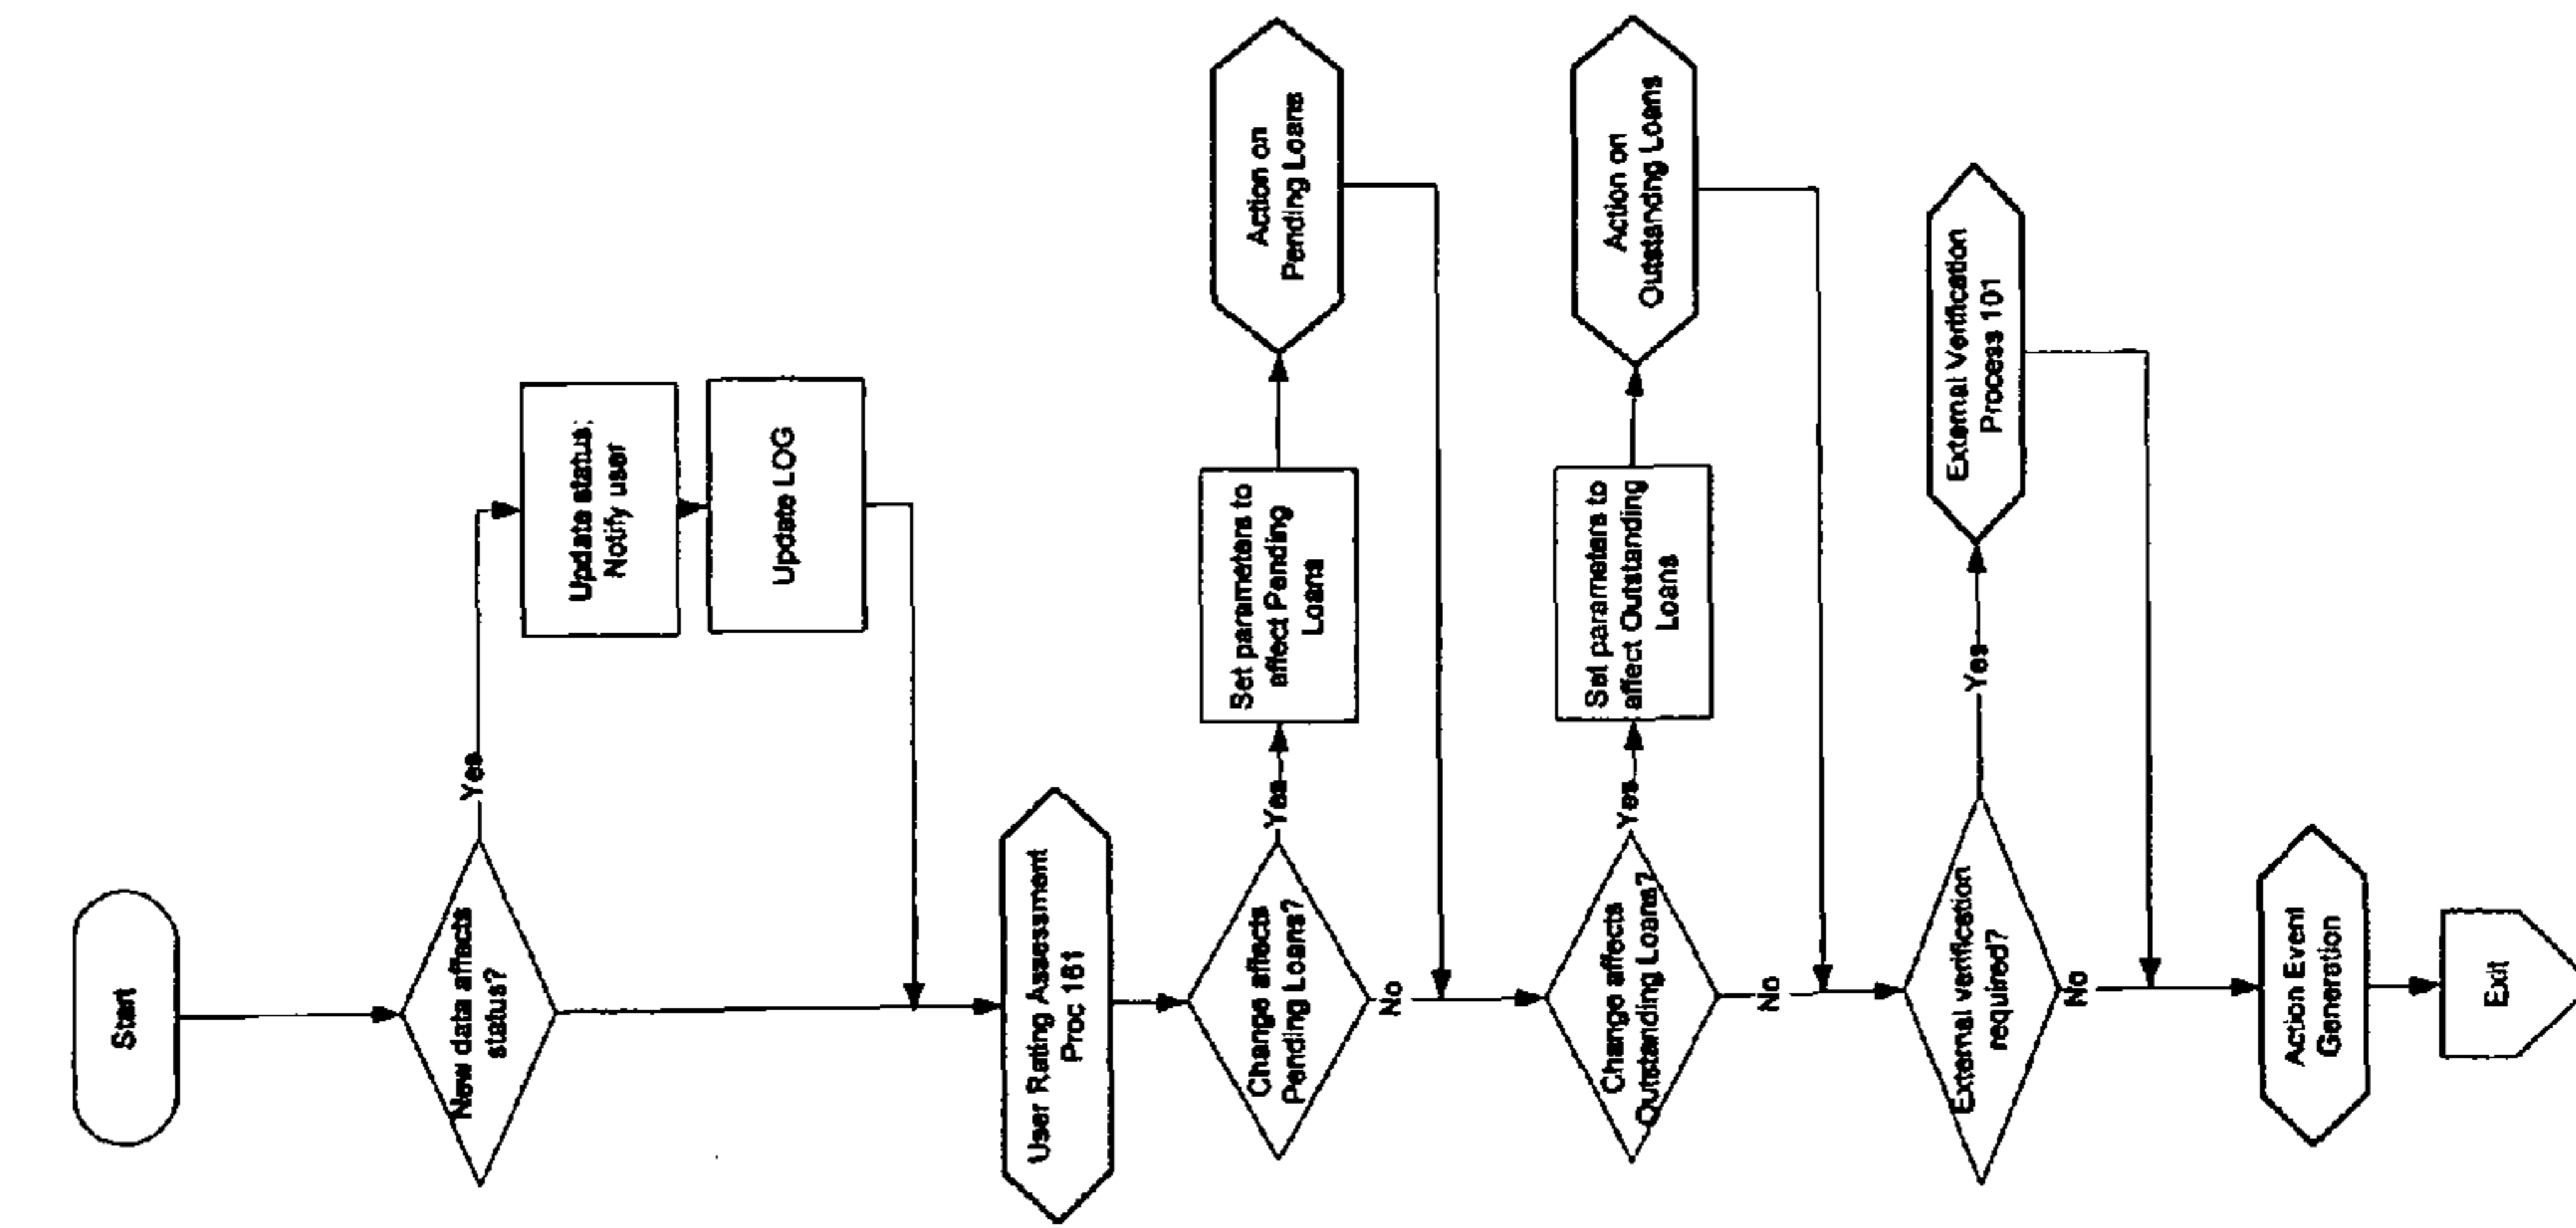 Start
New data affects
status?
Yes
Update status;
Notify user
Update LOG
User Rating Assessment
Proc 161
Change affects
Pending Loans?
Yes
Set parameters to
affect Pending
Loans
Action on
Pending Loans
No
Change affects
Outstanding Loans?
Yes
Set parameters to
affect Outstanding
Loans
Action on
Outstanding Loans
No
External verification
required?
Yes
External Verification
Process 101
No
Action Event
Generation
Exit